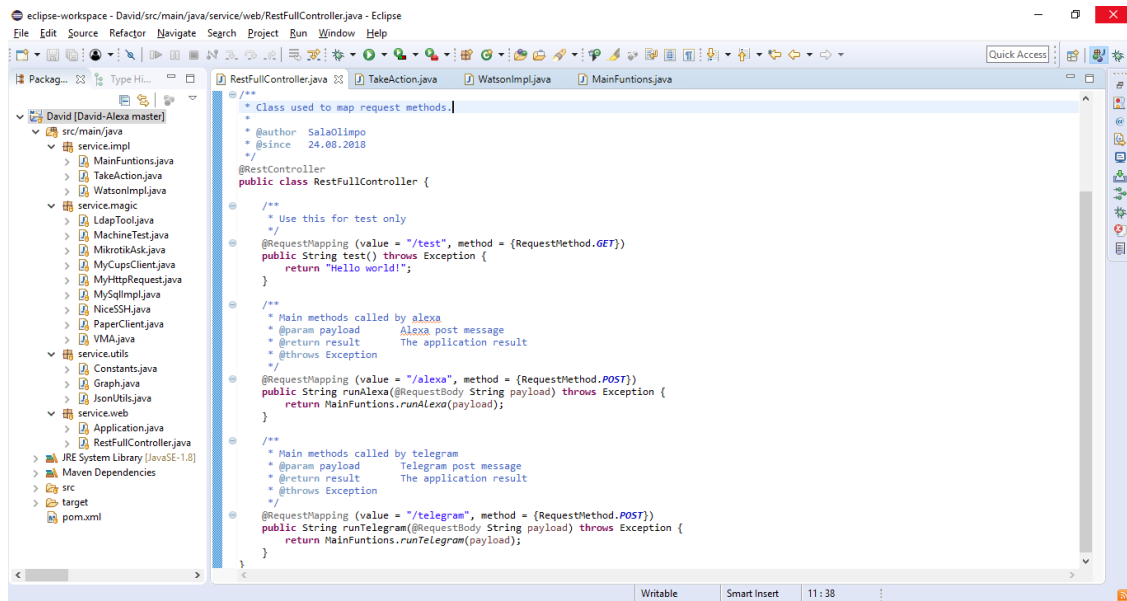 eclipse-workspace - David/src/main/java/service/web/RestFullController.java - Eclipse
File Edit Source Refactor Navigate Search Project Run Window Help
Quick Access
Packag... Type Hi...
David [David-Alexa master]
src/main/java
service.impl
MainFuntions.java
TakeAction.java
WatsonImpl.java
service.magic
LdapTool.java
MachineTest.java
MikrotikAsk.java
MyCupsClient.java
MyHttpRequest.java
MySqlImpl.java
NiceSSH.java
PaperClient.java
VMA.java
service.utils
Constants.java
Graph.java
JsonUtils.java
service.web
Application.java
RestFullController.java
JRE System Library [JavaSE-1.8]
Maven Dependencies
src
target
pom.xml
RestFullController.java TakeAction.java WatsonImpl.java MainFuntions.java
/**
* Class used to map request methods.
*
* @author SalaOlimpo
* @since 24.08.2018
*/
@RestController
public class RestFullController {
/**
* Use this for test only
*/
@RequestMapping (value = "/test", method = {RequestMethod.GET})
public String test() throws Exception {
return "Hello world!";
}
/**
* Main methods called by alexa
* @param payload Alexa post message
* @return result The application result
* @throws Exception
*/
@RequestMapping (value = "/alexa", method = {RequestMethod.POST})
public String runAlexa(@RequestBody String payload) throws Exception {
return MainFuntions.runAlexa(payload);
}
/**
* Main methods called by telegram
* @param payload Telegram post message
* @return result The application result
* @throws Exception
*/
@RequestMapping (value = "/telegram", method = {RequestMethod.POST})
public String runTelegram(@RequestBody String payload) throws Exception {
return MainFuntions.runTelegram(payload);
}
}
Writable Smart Insert 11 : 38